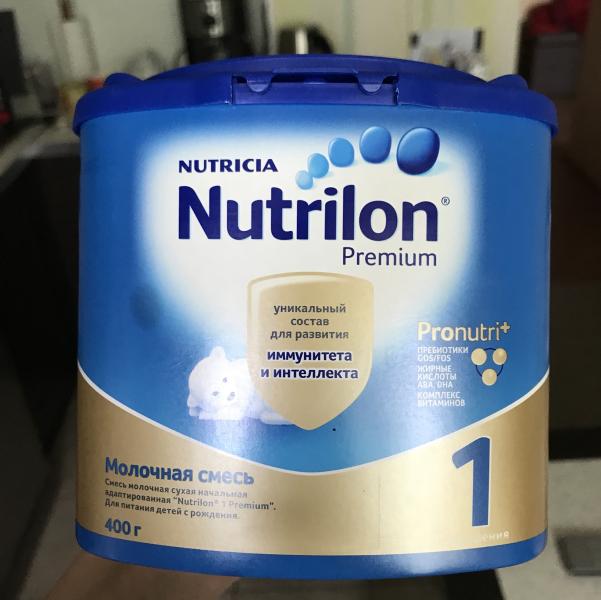 NUTRICIA
Nutrilon®
Premium
уникальный
состав
для развития
иммунитета
и интеллекта
Pronutri+
ПРЕБИОТИКИ
GOS/FOS
ЖИРНЫЕ
КИСЛОТЫ
ARA, DHA
КОМПЛЕКС
ВИТАМИНОВ
Молочная смесь
Смесь молочная сухая начальная
адаптированная "Nutrilon® 1 Premium".
Для питания детей с рождения.
400 г
1